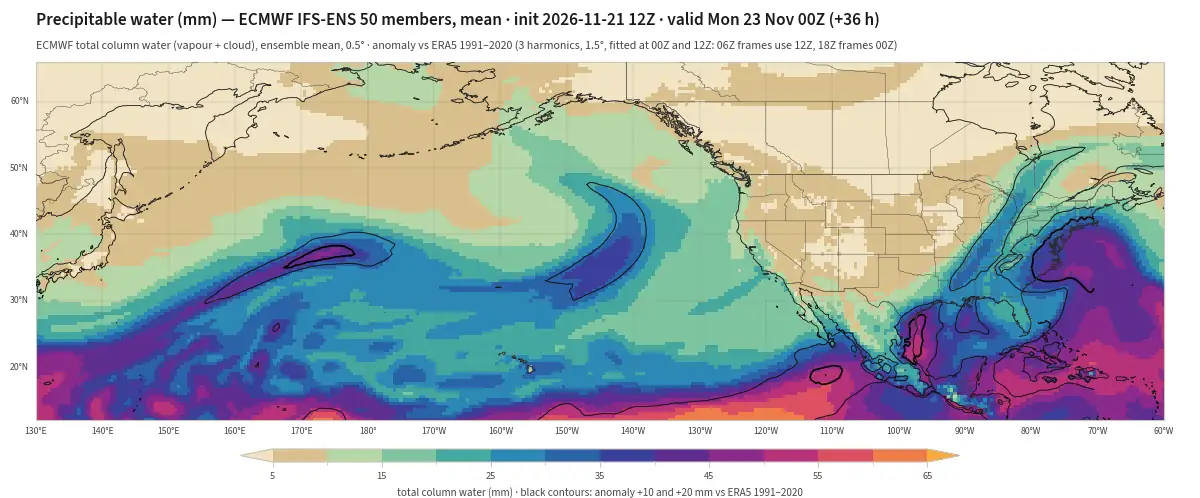 Precipitable water (mm) — ECMWF IFS-ENS 50 members, mean · init 2026-11-21 12Z · valid Mon 23 Nov 00Z (+36 h)
ECMWF total column water (vapour + cloud), ensemble mean, 0.5° · anomaly vs ERA5 1991–2020 (3 harmonics, 1.5°, fitted at 00Z and 12Z: 06Z frames use 12Z, 18Z frames 00Z)
60°N
50°N
40°N
30°N
20°N
130°E 140°E 150°E 160°E 170°E 180° 170°W 160°W 150°W 140°W 130°W 120°W 110°W 100°W 90°W 80°W 70°W 60°W
5 15 25 35 45 55 65
total column water (mm) · black contours: anomaly +10 and +20 mm vs ERA5 1991–2020